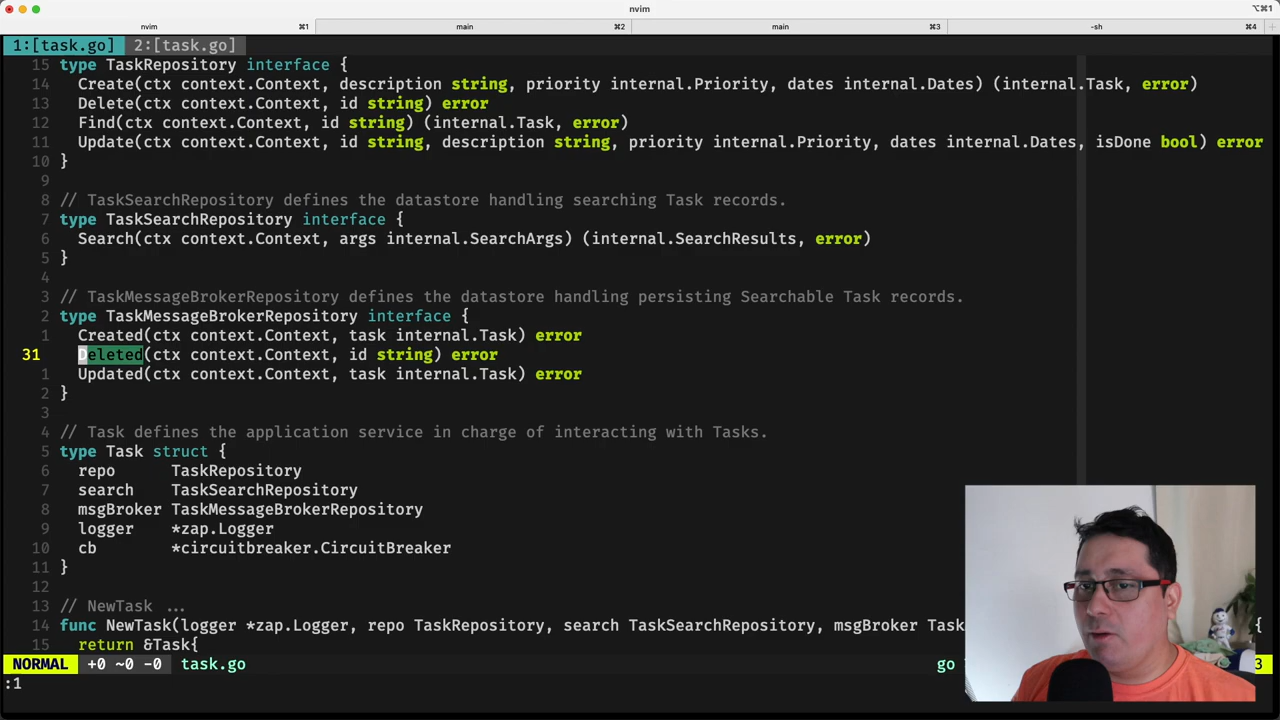 nvim
⌥⌘1
nvim ⌘1 main ⌘2 main ⌘3 -sh ⌘4
1:[task.go] 2:[task.go]
15 type TaskRepository interface {
14 Create(ctx context.Context, description string, priority internal.Priority, dates internal.Dates) (internal.Task, error)
13 Delete(ctx context.Context, id string) error
12 Find(ctx context.Context, id string) (internal.Task, error)
11 Update(ctx context.Context, id string, description string, priority internal.Priority, dates internal.Dates, isDone bool) error
10 }
9
8 // TaskSearchRepository defines the datastore handling searching Task records.
7 type TaskSearchRepository interface {
6 Search(ctx context.Context, args internal.SearchArgs) (internal.SearchResults, error)
5 }
4
3 // TaskMessageBrokerRepository defines the datastore handling persisting Searchable Task records.
2 type TaskMessageBrokerRepository interface {
1 Created(ctx context.Context, task internal.Task) error
31 Deleted(ctx context.Context, id string) error
1 Updated(ctx context.Context, task internal.Task) error
2 }
3
4 // Task defines the application service in charge of interacting with Tasks.
5 type Task struct {
6 repo TaskRepository
7 search TaskSearchRepository
8 msgBroker TaskMessageBrokerRepository
9 logger *zap.Logger
10 cb *circuitbreaker.CircuitBreaker
11 }
12
13 // NewTask ...
14 func NewTask(logger *zap.Logger, repo TaskRepository, search TaskSearchRepository, msgBroker Task {
15 return &Task{
NORMAL +0 ~0 -0 task.go go 3
:1